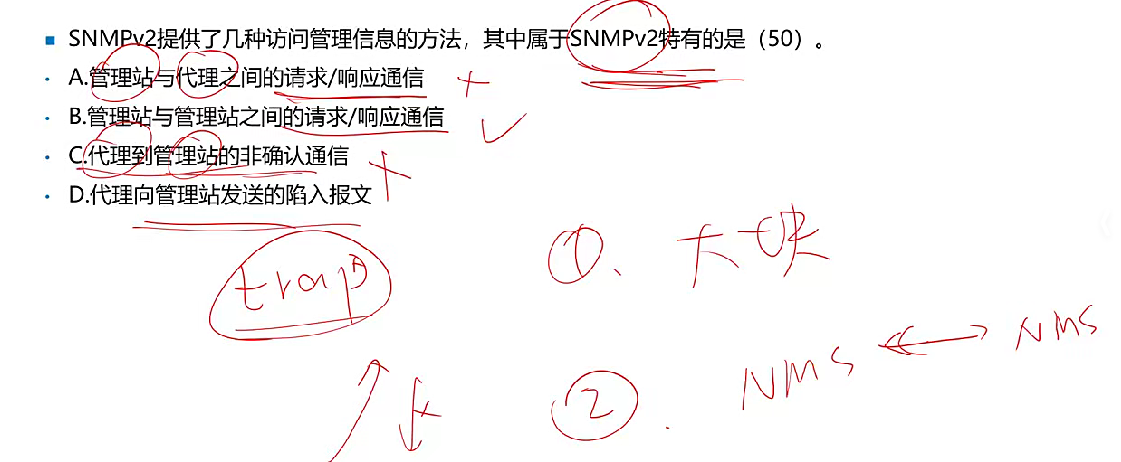 SNMPv2提供了几种访问管理信息的方法，其中属于SNMPv2特有的是（50）。
A.管理站与代理之间的请求/响应通信
B.管理站与管理站之间的请求/响应通信
C.代理到管理站的非确认通信
D.代理向管理站发送的陷入报文
trap
①、大块
② NMS NMS